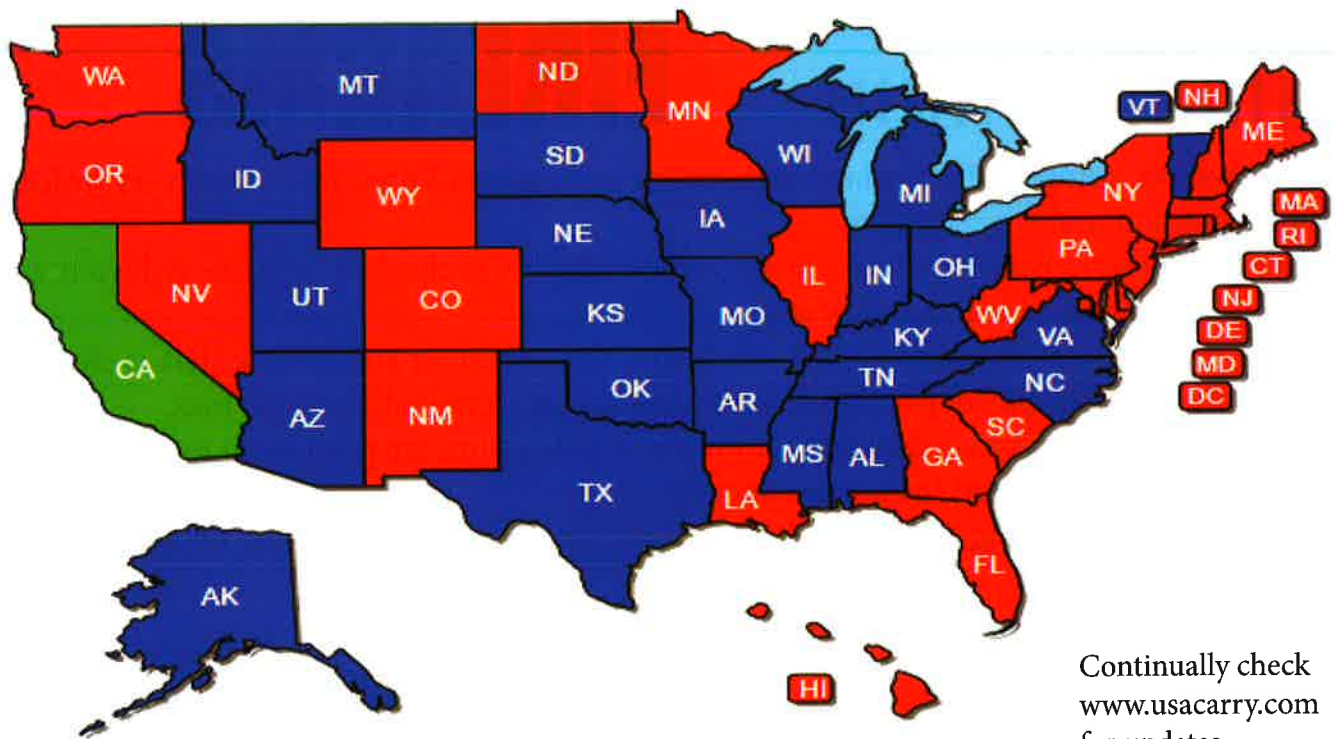 WA
MT
ND
MN
VT
NH
ME
OR
ID
SD
WI
MI
NY
WY
MA
RI
IA
NE
PA
CT
NV
UT
CO
IL
IN
OH
NJ
KS
MO
WV
VA
DE
CA
KY
MD
TN
NC
DC
AZ
NM
OK
AR
SC
MS
AL
GA
TX
LA
FL
AK
HI
Continually check
www.usacarry.com
for updates